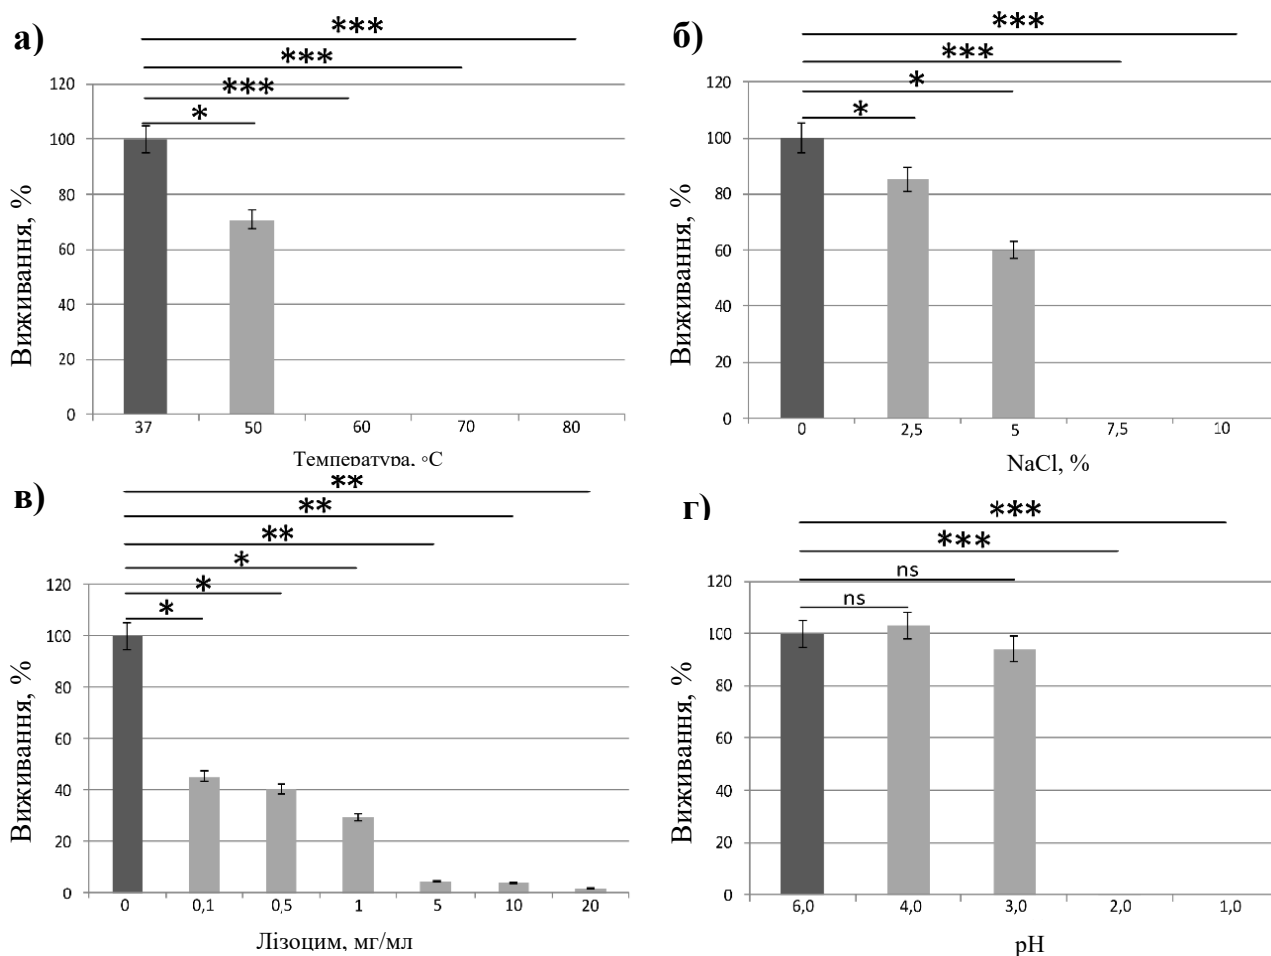 а)
***
***
***
*
Виживання, %
120
100
80
60
40
20
0
37 50 60 70 80
Температура, °С
б)
***
***
*
*
Виживання, %
120
100
80
60
40
20
0
0 2,5 5 7,5 10
NaCl, %
в)
**
**
**
*
*
*
Виживання, %
120
100
80
60
40
20
0
0 0,1 0,5 1 5 10 20
Лізоцим, мг/мл
г)
***
***
ns
ns
Виживання, %
120
100
80
60
40
20
0
6,0 4,0 3,0 2,0 1,0
pH